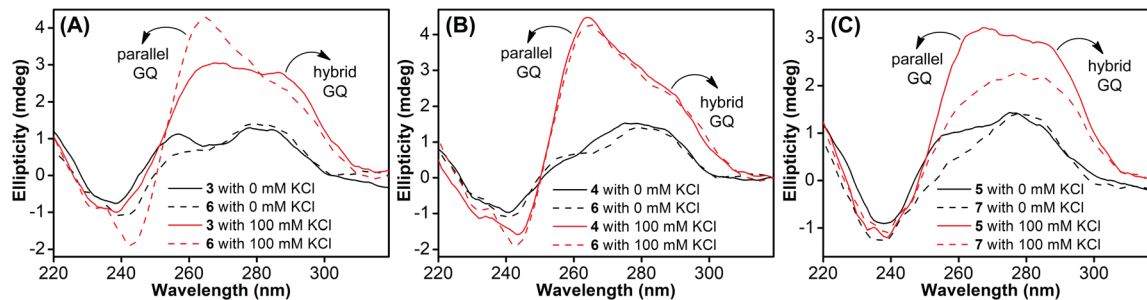 (A)
Ellipticity (mdeg)
4
3
2
1
0
-1
-2
parallel
GQ
hybrid
GQ
3 with 0 mM KCl
6 with 0 mM KCl
3 with 100 mM KCl
6 with 100 mM KCl
220 240 260 280 300
Wavelength (nm)
(B)
Ellipticity (mdeg)
4
3
2
1
0
-1
-2
parallel
GQ
hybrid
GQ
4 with 0 mM KCl
6 with 0 mM KCl
4 with 100 mM KCl
6 with 100 mM KCl
220 240 260 280 300
Wavelength (nm)
(C)
Ellipticity (mdeg)
3
2
1
0
-1
parallel
GQ
hybrid
GQ
5 with 0 mM KCl
7 with 0 mM KCl
5 with 100 mM KCl
7 with 100 mM KCl
220 240 260 280 300
Wavelength (nm)